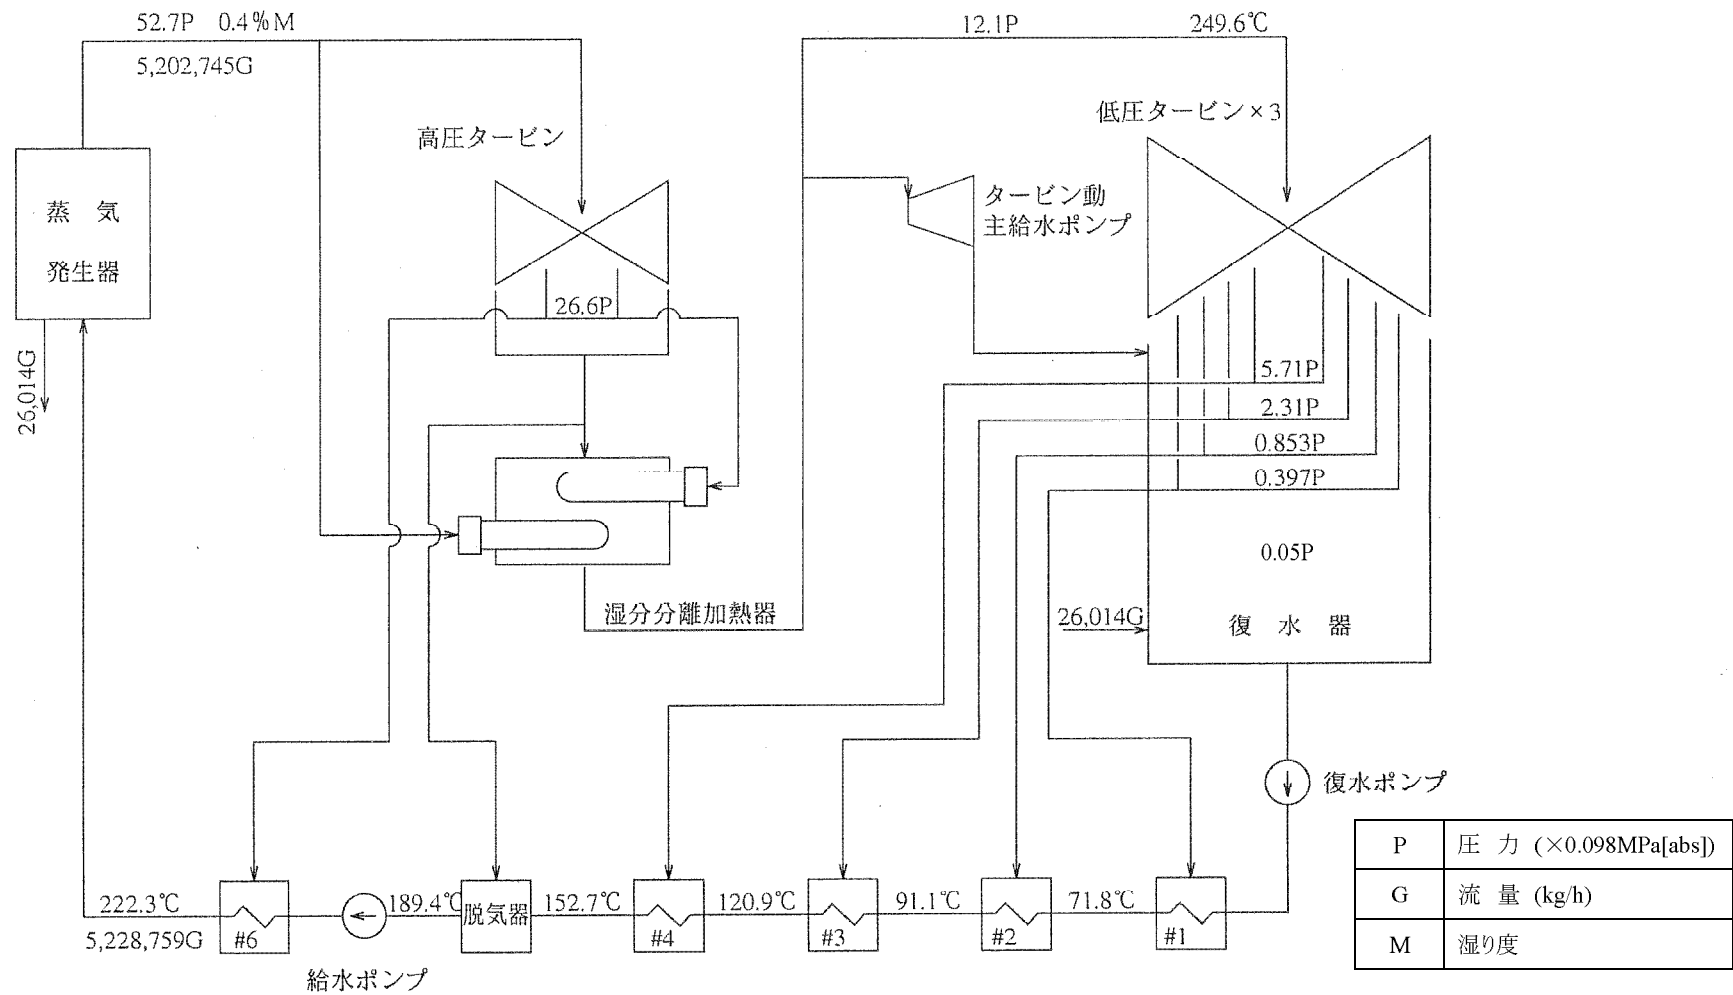 52.7P 0.4%M
5,202,745G
12.1P 249.6℃
高圧タービン
低圧タービン×3
蒸 気
発生器
タービン動
主給水ポンプ
26.6P
26,014G
5.71P
2.31P
0.853P
0.397P
0.05P
湿分分離加熱器
26,014G
復 水 器
復水ポンプ
222.3℃
5,228,759G
#6
189.4℃
脱気器
152.7℃
#4
120.9℃
#3
91.1℃
#2
71.8℃
#1
給水ポンプ
P 圧 力 (×0.098MPa[abs])
G 流 量 (kg/h)
M 湿り度